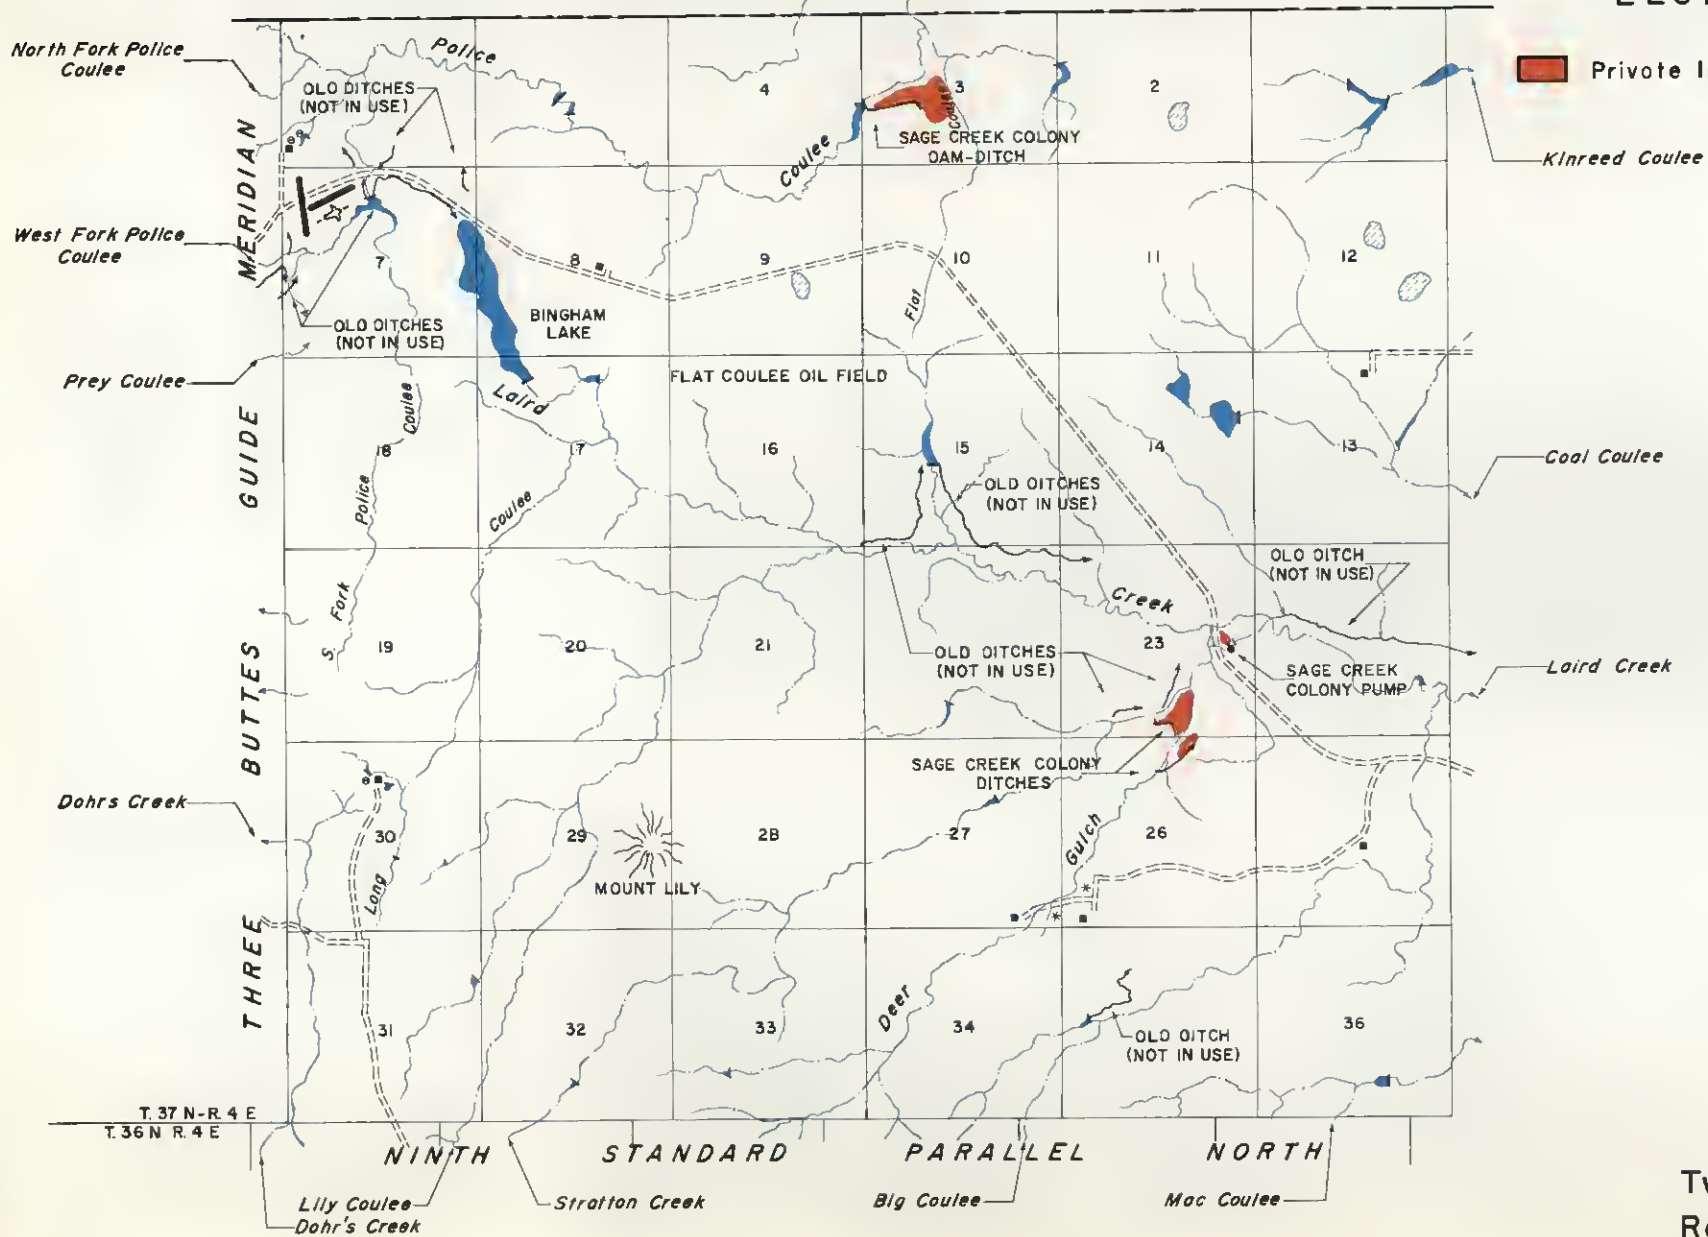 North Fork Police
Coulee
Police
OLD DITCHES
(NOT IN USE)
4
3
2
Private I
Coulee
SAGE CREEK COLONY
DAM-DITCH
Coulee
Kinreed Coulee
MERIDIAN
West Fork Police
Coulee
7
8
9
10
11
12
Flat
BINGHAM
LAKE
OLD DITCHES
(NOT IN USE)
Prey Coulee
FLAT COULEE OIL FIELD
Laird
Coulee
GUIDE
18
17
16
15
14
13
Coal Coulee
OLD DITCHES
(NOT IN USE)
Police
Coulee
OLD DITCH
(NOT IN USE)
Fork
S.
Creek
19
20
21
23
OLD DITCHES
(NOT IN USE)
SAGE CREEK
COLONY PUMP
Laird Creek
BUTTES
SAGE CREEK COLONY
DITCHES
Dohrs Creek
30
29
28
27
26
Gulch
Long
MOUNT LILY
THREE
Deer
31
32
33
34
36
OLD DITCH
(NOT IN USE)
T. 37 N-R. 4 E
T. 36 N R. 4 E
NINTH STANDARD PARALLEL NORTH
Lily Coulee
Stratton Creek
Big Coulee
Mac Coulee
Dohr's Creek